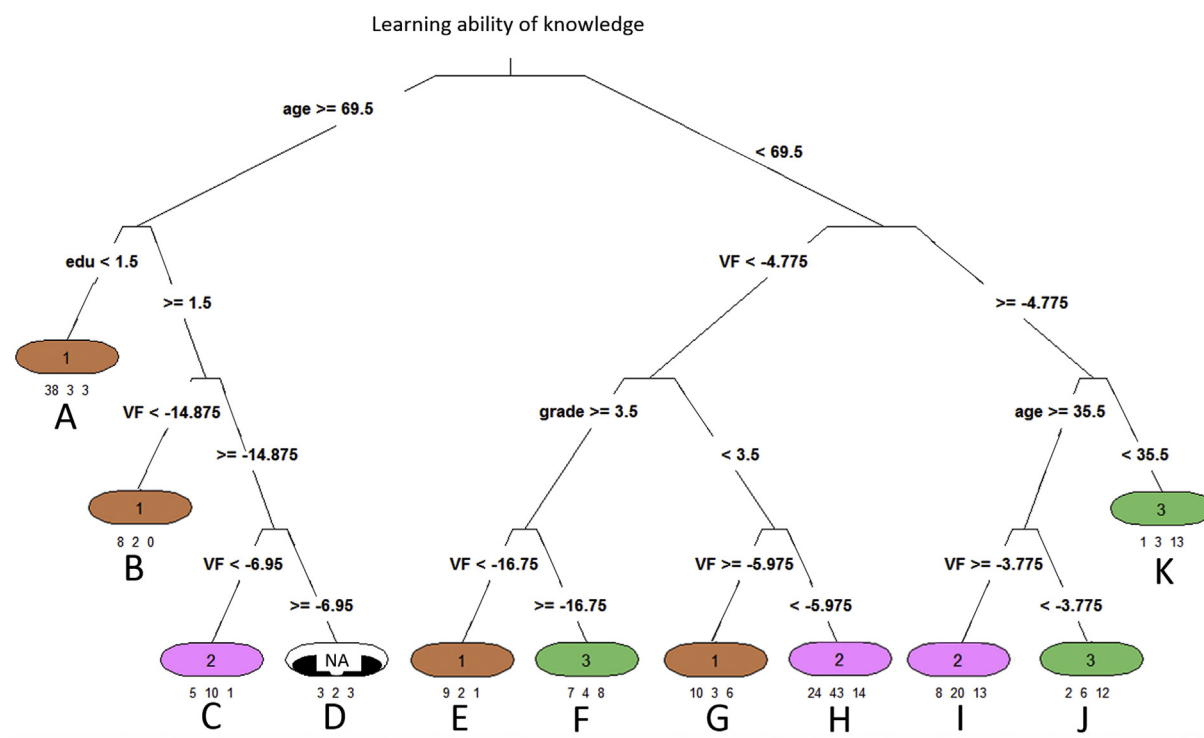 Learning ability of knowledge
age >= 69.5
< 69.5
edu < 1.5
>= 1.5
VF < -4.775
>= -4.775
1
38 3 3
A
VF < -14.875
>= -14.875
grade >= 3.5
< 3.5
age >= 35.5
< 35.5
1
8 2 0
B
3
1 3 13
K
VF < -6.95
>= -6.95
VF < -16.75
>= -16.75
VF >= -5.975
< -5.975
VF >= -3.775
< -3.775
2
NA
1
3
1
2
2
3
5 10 1
3 2 3
9 2 1
7 4 8
10 3 6
24 43 14
8 20 13
2 6 12
C
D
E
F
G
H
I
J